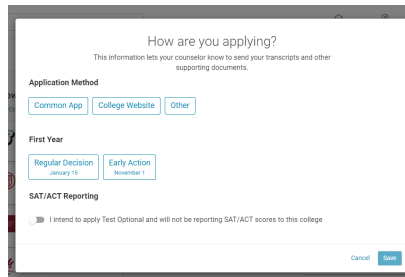 How are you applying?
This information lets your counselor know to send your transcripts and other
supporting documents.
Application Method
Common App College Website Other
First Year
Regular Decision Early Action
January 15 November 1
SAT/ACT Reporting
I intend to apply Test Optional and will not be reporting SAT/ACT scores to this college
Cancel Save